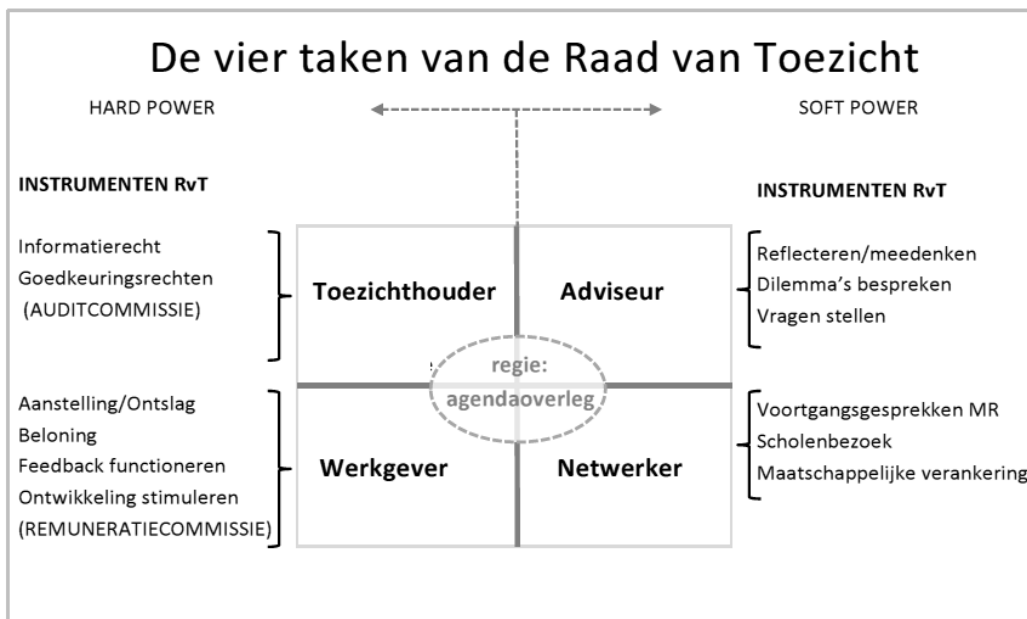 De vier taken van de Raad van Toezicht
HARD POWER
SOFT POWER
INSTRUMENTEN RvT
Informatierecht
Goedkeuringsrechten
(AUDITCOMMISSIE)
Aanstelling/Ontslag
Beloning
Feedback functioneren
Ontwikkeling stimuleren
(REMUNERATIECOMMISSIE)
Toezichthouder
Adviseur
regie:
agendaoverleg
Werkgever
Netwerker
INSTRUMENTEN RvT
Reflecteren/meedenken
Dilemma’s bespreken
Vragen stellen
Voortgangsgesprekken MR
Scholenbezoek
Maatschappelijke verankering